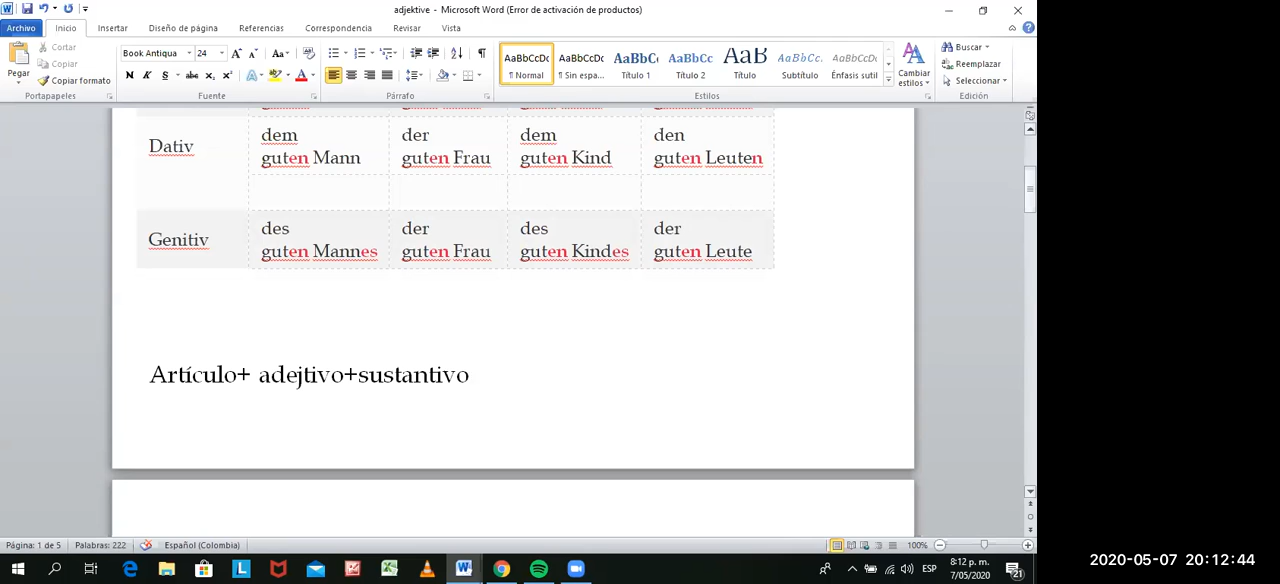 adjektive - Microsoft Word (Error de activación de productos)
Archivo Inicio Insertar Diseño de página Referencias Correspondencia Revisar Vista
Pegar
Cortar
Copiar
Copiar formato
Portapapeles
Book Antiqua 24
Fuente
Párrafo
AaBbCcDc AaBbCcDc AaBbC( AaBbCc AaB AaBbCc. AaBbCcDc
¶ Normal ¶ Sin espa... Título 1 Título 2 Título Subtítulo Énfasis sutil
Cambiar
estilos
Estilos
Buscar
Reemplazar
Seleccionar
Edición
Dativ
dem
guten Mann
der
guten Frau
dem
guten Kind
den
guten Leuten
Genitiv
des
guten Mannes
der
guten Frau
des
guten Kindes
der
guten Leute
Artículo+ adejtivo+sustantivo
Página: 1 de 5 Palabras: 222 Español (Colombia) 100%
ESP
8:12 p. m.
7/05/2020
21
2020-05-07 20:12:44